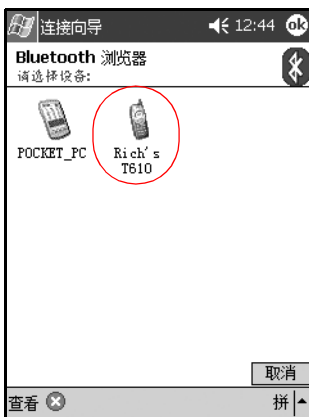 连接向导 12:44 ok
Bluetooth 浏览器
请选择设备:
POCKET_PC Rich's
T610
取消
查看 拼